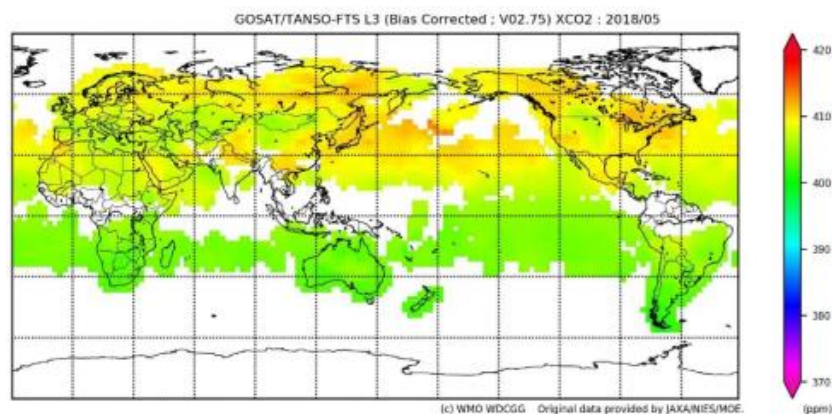 GOSAT/TANSO-FTS L3 (Bias Corrected ; V02.75) XCO2 : 2018/05
420
410
400
390
380
370
(ppm)
(c) WMO WDCGG Original data provided by JAXA/NIES/MOE.